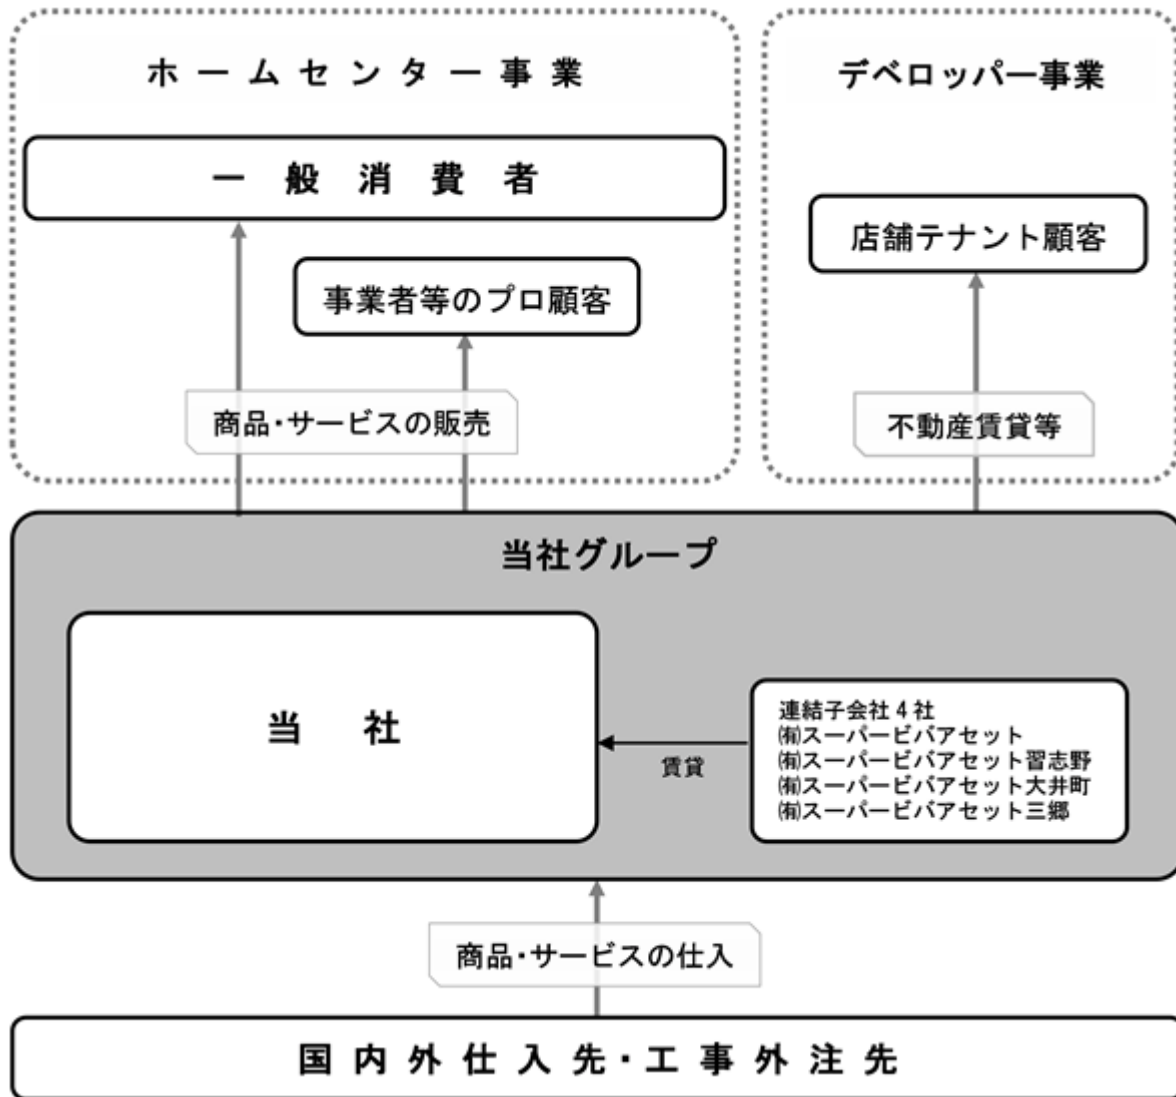 ホームセンター事業
デベロッパー事業
一般消費者
店舗テナント顧客
事業者等のプロ顧客
商品・サービスの販売
不動産賃貸等
当社グループ
当社
連結子会社4社
㈲スーパービバアセット
㈲スーパービバアセット習志野
㈲スーパービバアセット大井町
㈲スーパービバアセット三郷
賃貸
商品・サービスの仕入
国内外仕入先・工事外注先